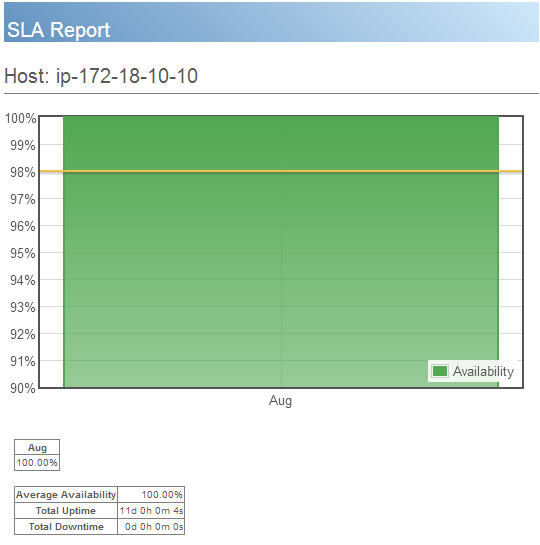 SLA Report
Host: ip-172-18-10-10
100%
99%
98%
97%
96%
95%
94%
93%
92%
91%
90%
Availability
Aug
Aug
100.00%
Average Availability 100.00%
Total Uptime 11d 0h 0m 4s
Total Downtime 0d 0h 0m 0s